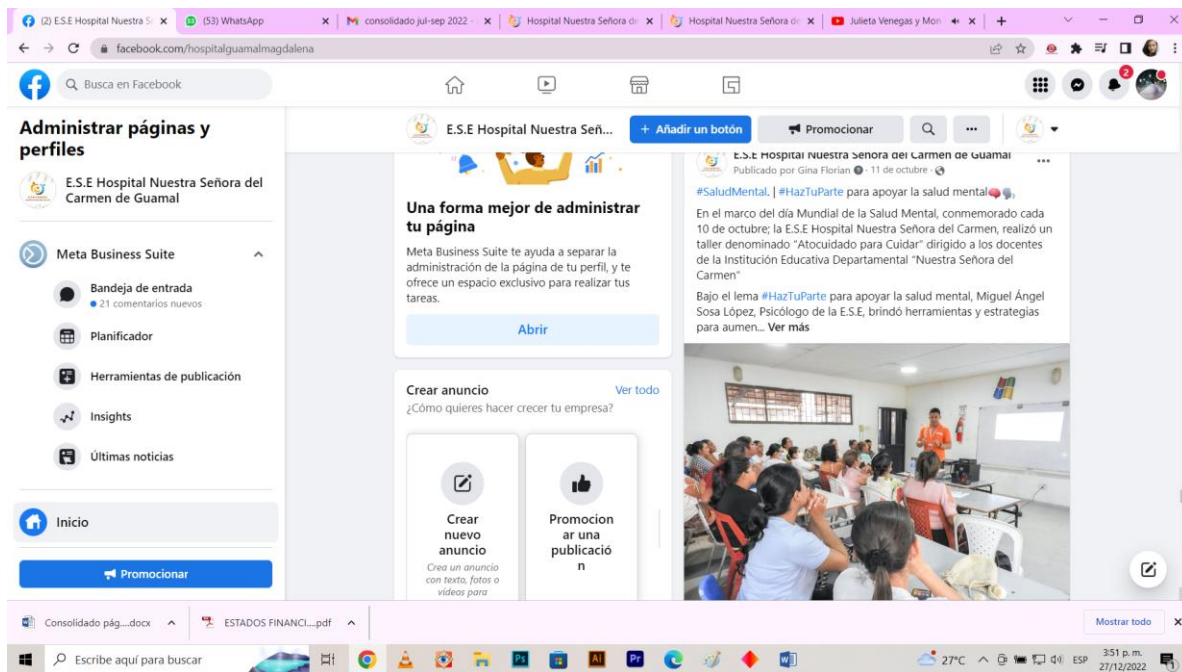 (2) E.S.E Hospital Nuestra Se
(53) WhatsApp
consolidado jul-sep 2022 -
Hospital Nuestra Señora de
Hospital Nuestra Señora de
Julieta Venegas y Mon
facebook.com/hospitalguamalmagdalena
Busca en Facebook
2
Administrar páginas y
perfiles
E.S.E Hospital Nuestra Señora del
Carmen de Guamal
Meta Business Suite
Bandeja de entrada
21 comentarios nuevos
Planificador
Herramientas de publicación
Insights
Últimas noticias
Inicio
Promocionar
E.S.E Hospital Nuestra Señ...
+ Añadir un botón
Promocionar
Una forma mejor de administrar
tu página
Meta Business Suite te ayuda a separar la
administración de la página de tu perfil, y te
ofrece un espacio exclusivo para realizar tus
tareas.
Abrir
Crear anuncio
Ver todo
¿Cómo quieres hacer crecer tu empresa?
Crear
nuevo
anuncio
Crea un anuncio
con texto, fotos o
videos para
Promocion
ar una
publicació
n
E.S.E Hospital Nuestra Señora del Carmen de Guamal
Publicado por Gina Florian · 11 de octubre ·
#SaludMental. | #HazTuParte para apoyar la salud mental
En el marco del día Mundial de la Salud Mental, conmemorado cada
10 de octubre; la E.S.E Hospital Nuestra Señora del Carmen, realizó un
taller denominado "Atocuidado para Cuidar" dirigido a los docentes
de la Institución Educativa Departamental "Nuestra Señora del
Carmen"
Bajo el lema #HazTuParte para apoyar la salud mental, Miguel Ángel
Sosa López, Psicólogo de la E.S.E, brindó herramientas y estrategias
para aumen... Ver más
Consolidado pág....docx
ESTADOS FINANCI....pdf
Mostrar todo
Escribe aquí para buscar
Ps
Ai
Pr
27°C
ESP
3:51 p. m.
27/12/2022